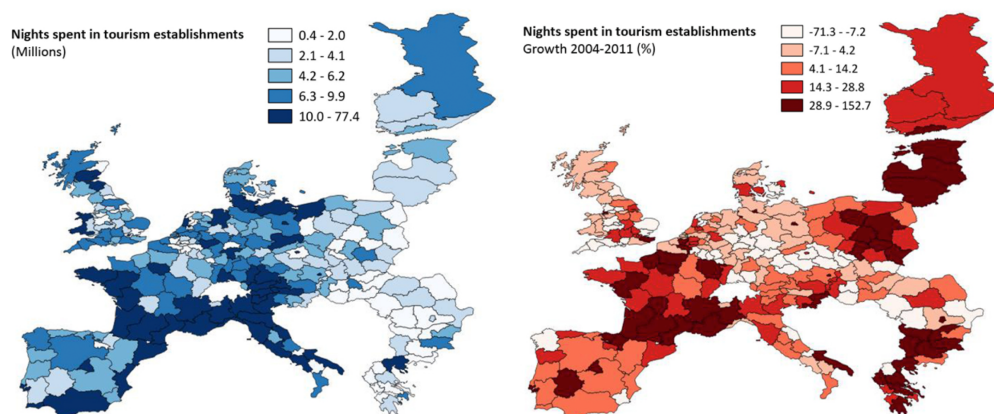 Nights spent in tourism establishments
(Millions)
0.4 - 2.0
2.1 - 4.1
4.2 - 6.2
6.3 - 9.9
10.0 - 77.4
Nights spent in tourism establishments
Growth 2004-2011 (%)
-71.3 - -7.2
-7.1 - 4.2
4.1 - 14.2
14.3 - 28.8
28.9 - 152.7